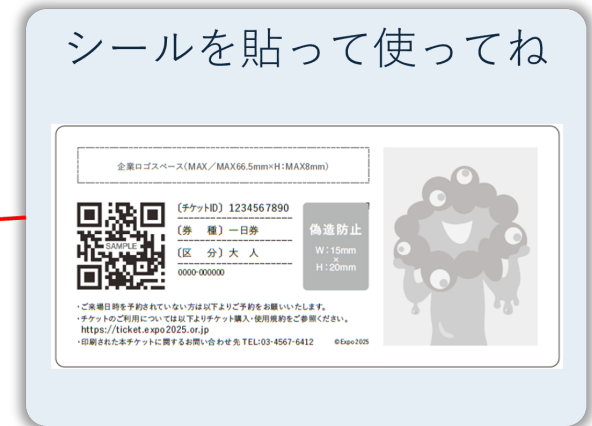 シールを貼って使ってね
企業ロゴスペース(MAX／MAX66.5mm×H:MAX8mm)
SAMPLE
〔チケットID〕 1234567890
〔券　種〕 一日券
〔区　分〕 大　人
0000-000000
偽造防止
W:15mm
×
H:20mm
・ご来場日時を予約されていない方は以下よりご予約をお願いいたします。
・チケットのご利用については以下よりチケット購入・使用規約をご参照ください。
https://ticket.expo2025.or.jp
・印刷された本チケットに関するお問い合わせ先 TEL:03-4567-6412
©Expo 2025